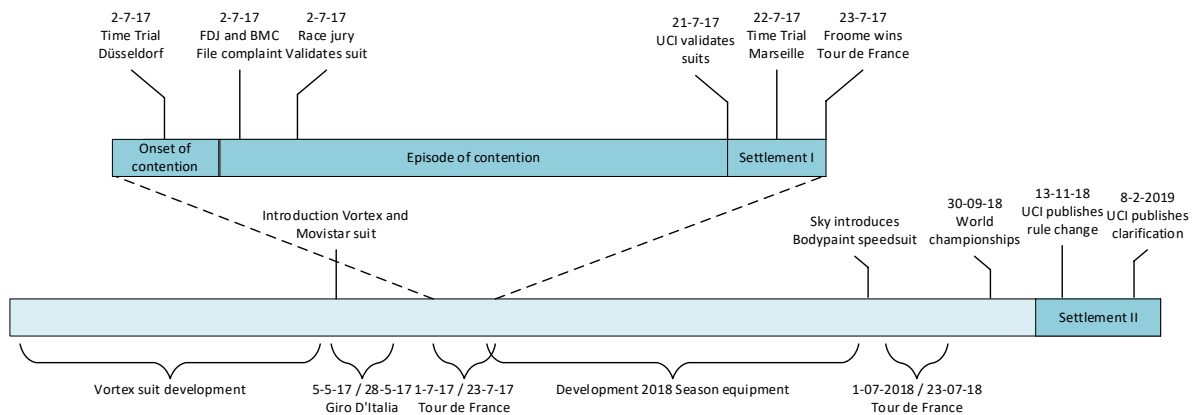 2-7-17
Time Trial
Düsseldorf
2-7-17
FDJ and BMC
File complaint
2-7-17
Race jury
Validates suit
21-7-17
UCI validates
suits
22-7-17
Time Trial
Marseille
23-7-17
Froome wins
Tour de France
Onset of
contention
Episode of contention
Settlement I
Introduction Vortex and
Movistar suit
Sky introduces
Bodypaint speedsuit
30-09-18
World
championships
13-11-18
UCI publishes
rule change
8-2-2019
UCI publishes
clarification
Settlement II
Vortex suit development
5-5-17 / 28-5-17
Giro D'Italia
1-7-17 / 23-7-17
Tour de France
Development 2018 Season equipment
1-07-2018 / 23-07-18
Tour de France